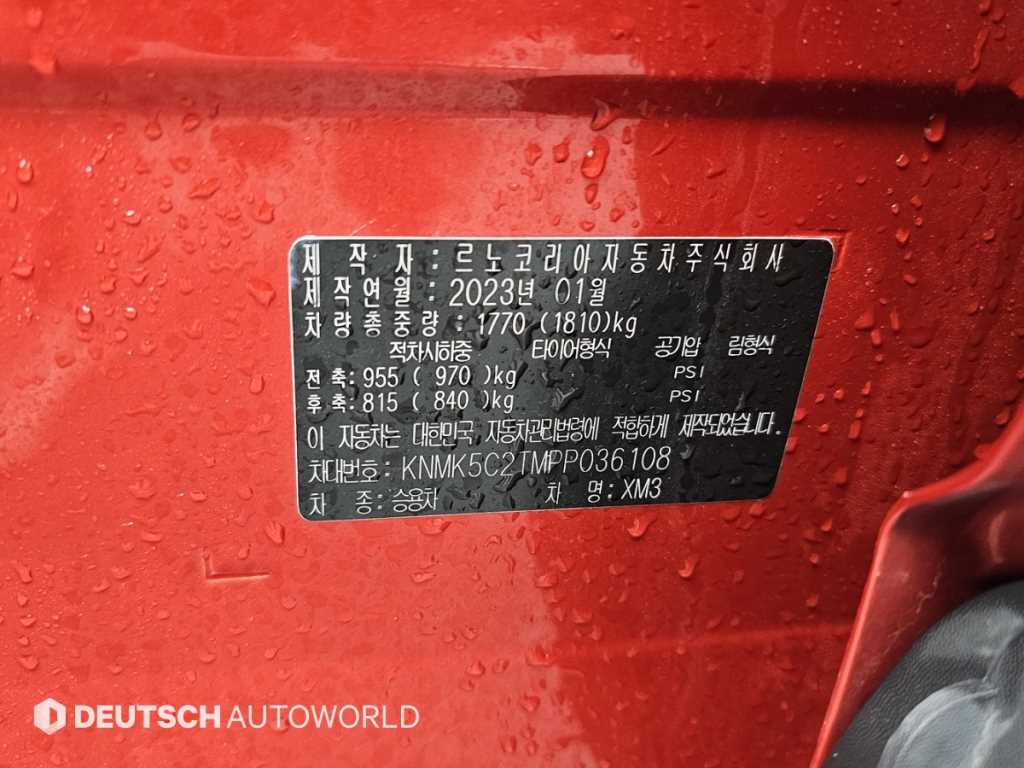 제 작 자 : 르노코리아자동차주식회사
제작연월 : 2023년 01월
차량총중량 : 1770 (1810)kg
적차시하중 타이어형식 공기압 림형식
전 축: 955 ( 970 )kg PSI
후 축: 815 ( 840 )kg PSI
이 자동차는 대한민국 자동차관리법령에 적합하게 제작되었습니다.
차대번호: KNMK5C2TMPP036108
차 종: 승용차 차 명: XM3
DEUTSCH AUTOWORLD